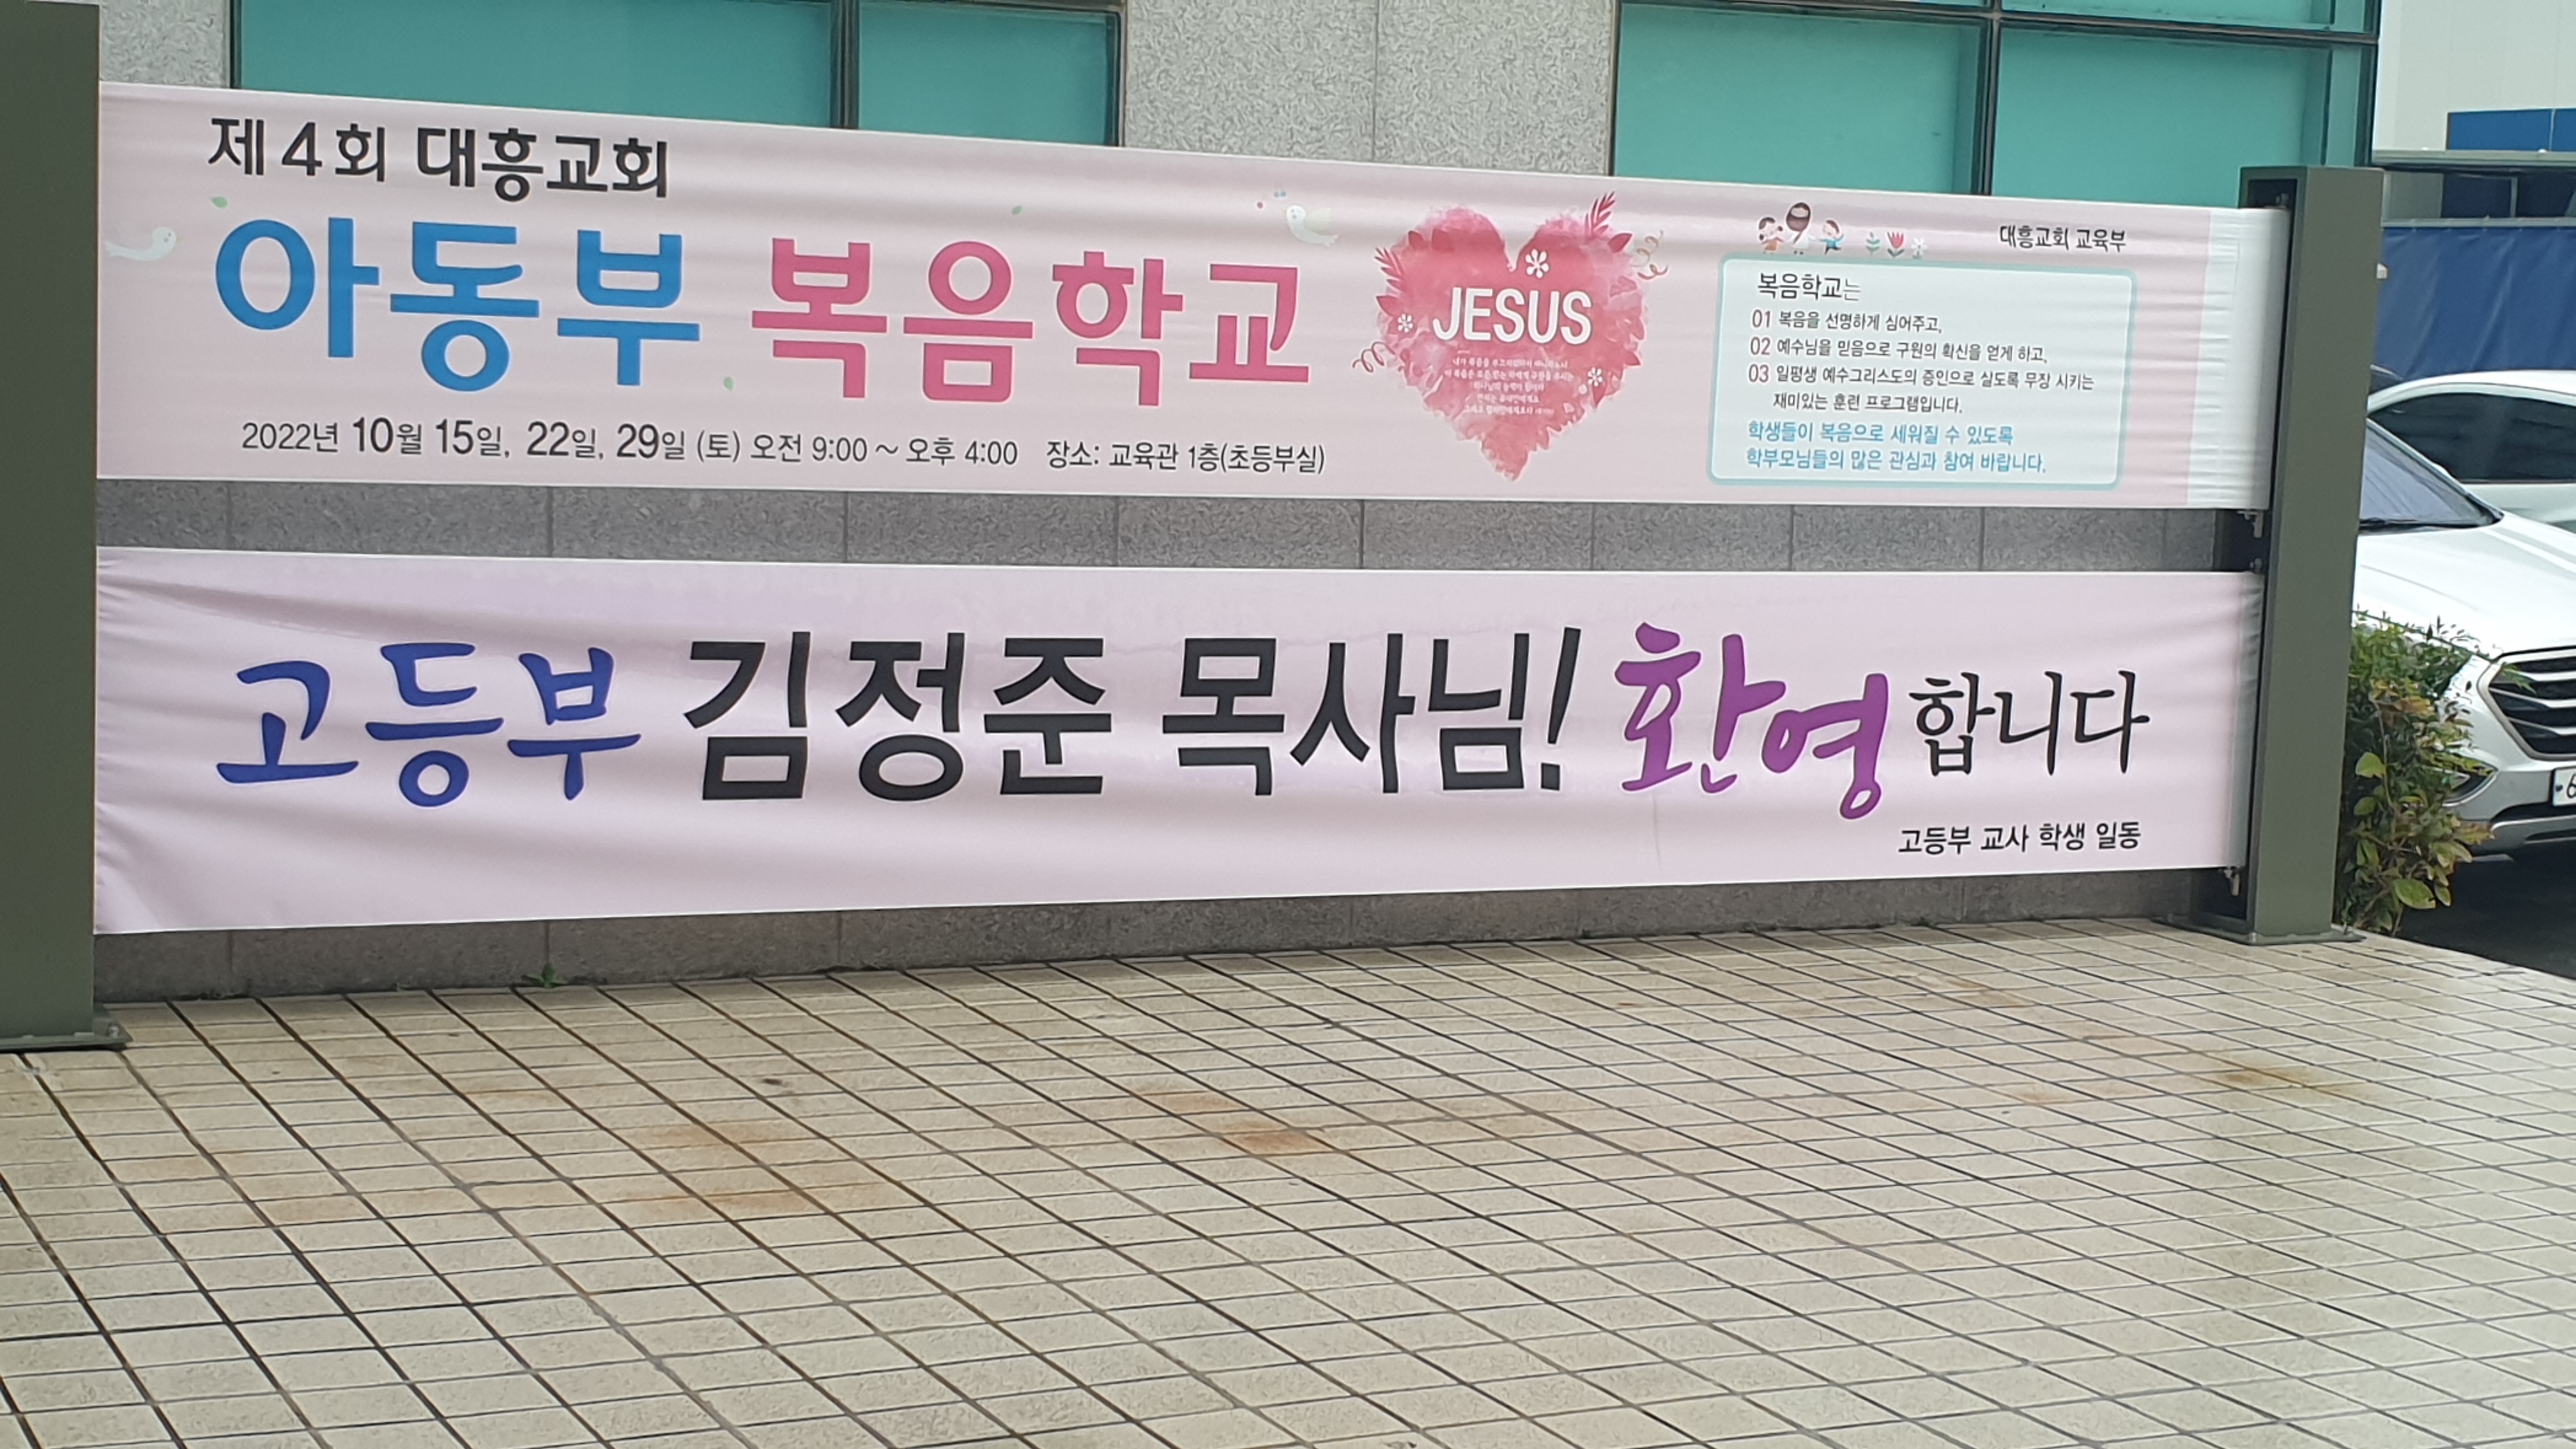 제4회 대흥교회
아동부 복음학교
2022년 10월 15일, 22일, 29일 (토) 오전 9:00 ~ 오후 4:00 장소: 교육관 1층(초등부실)
JESUS
대흥교회 교육부
복음학교는
01 복음을 선명하게 심어주고,
02 예수님을 믿음으로 구원의 확신을 얻게 하고,
03 일평생 예수그리스도의 증인으로 살도록 무장 시키는
재미있는 훈련 프로그램입니다.
학생들이 복음으로 세워질 수 있도록
학부모님들의 많은 관심과 참여 바랍니다.
고등부 김정준 목사님! 환영합니다
고등부 교사 학생 일동
6